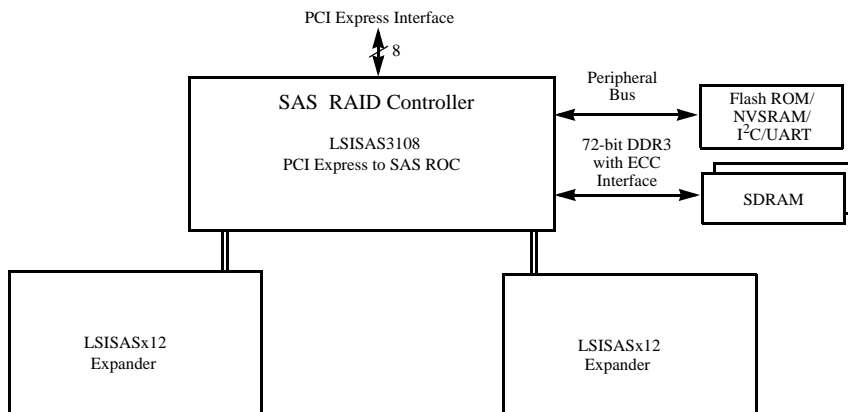 PCI Express Interface
8
SAS RAID Controller
LSISAS3108
PCI Express to SAS ROC
Peripheral
Bus
Flash ROM/
NVSRAM/
I²C/UART
72-bit DDR3
with ECC
Interface
SDRAM
LSISASx12
Expander
LSISASx12
Expander